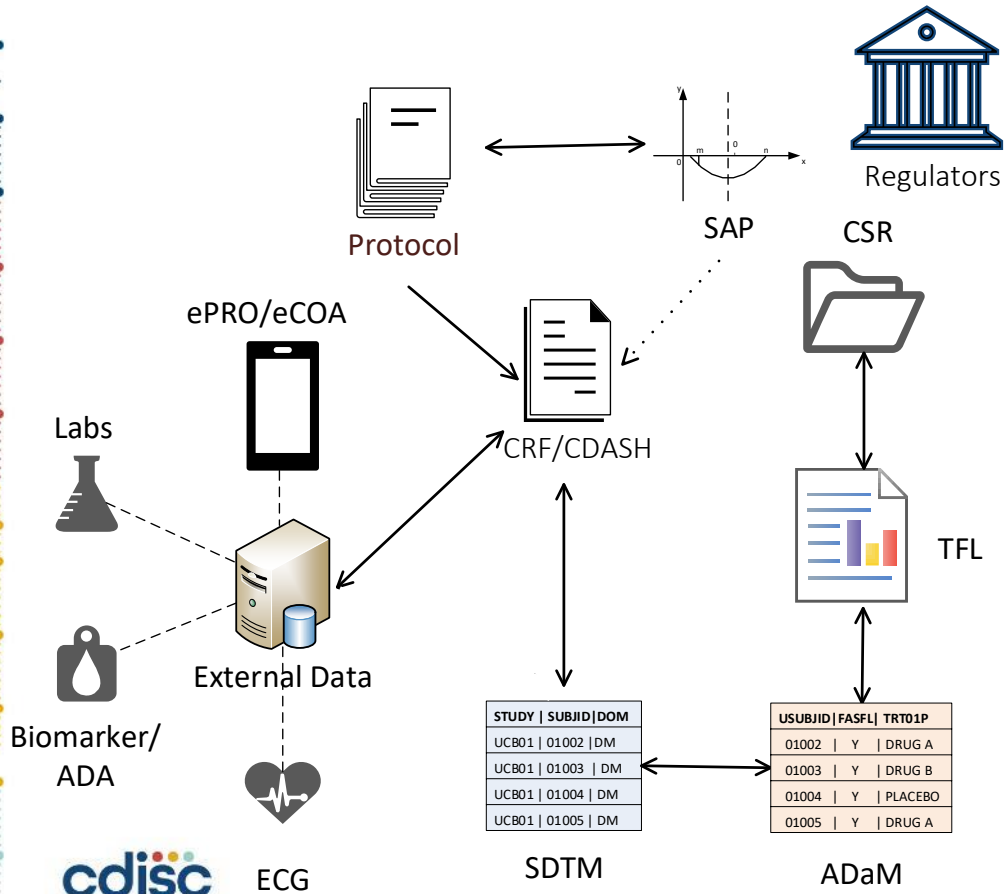 Regulators
y
m
0
n
0
x
Protocol
SAP
CSR
ePRO/eCOA
Labs
CRF/CDASH
TFL
External Data
Biomarker/
ADA
STUDY | SUBJID|DOM
UCB01 | 01002 |DM
UCB01 | 01003 | DM
UCB01 | 01004 | DM
UCB01 | 01005 | DM
USUBJID|FASFL| TRT01P
01002 | Y | DRUG A
01003 | Y | DRUG B
01004 | Y | PLACEBO
01005 | Y | DRUG A
cdisc
ECG
SDTM
ADaM